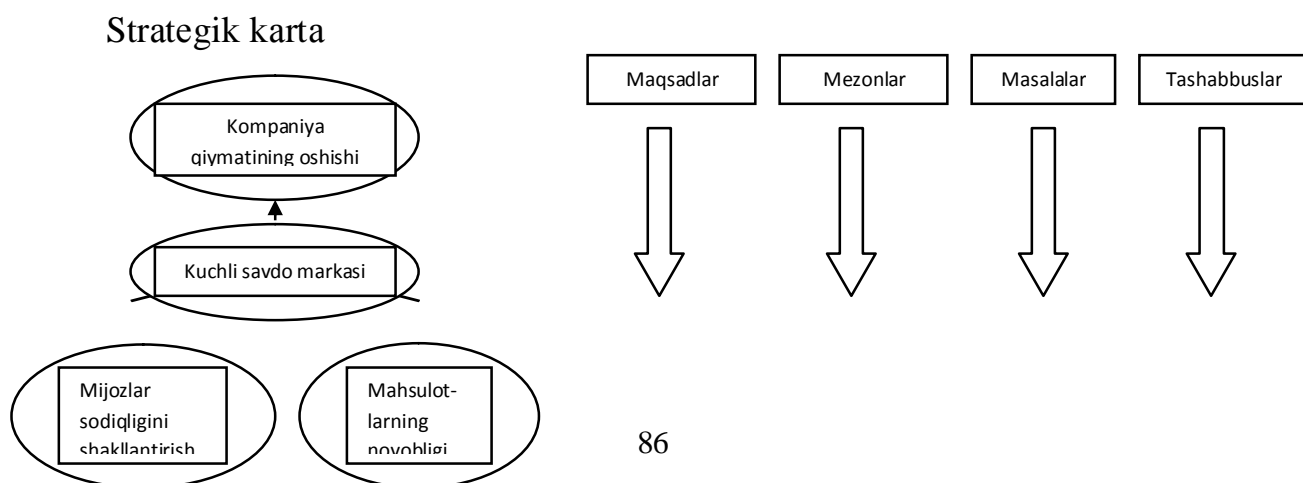 Strategik karta
Maqsadlar
Mezonlar
Masalalar
Tashabbuslar
Kompaniya
qiymatining oshishi
Kuchli savdo markasi
Mijozlar
sodiqligini
shakllantirish
Mahsulot-
larning
noyobligi
86